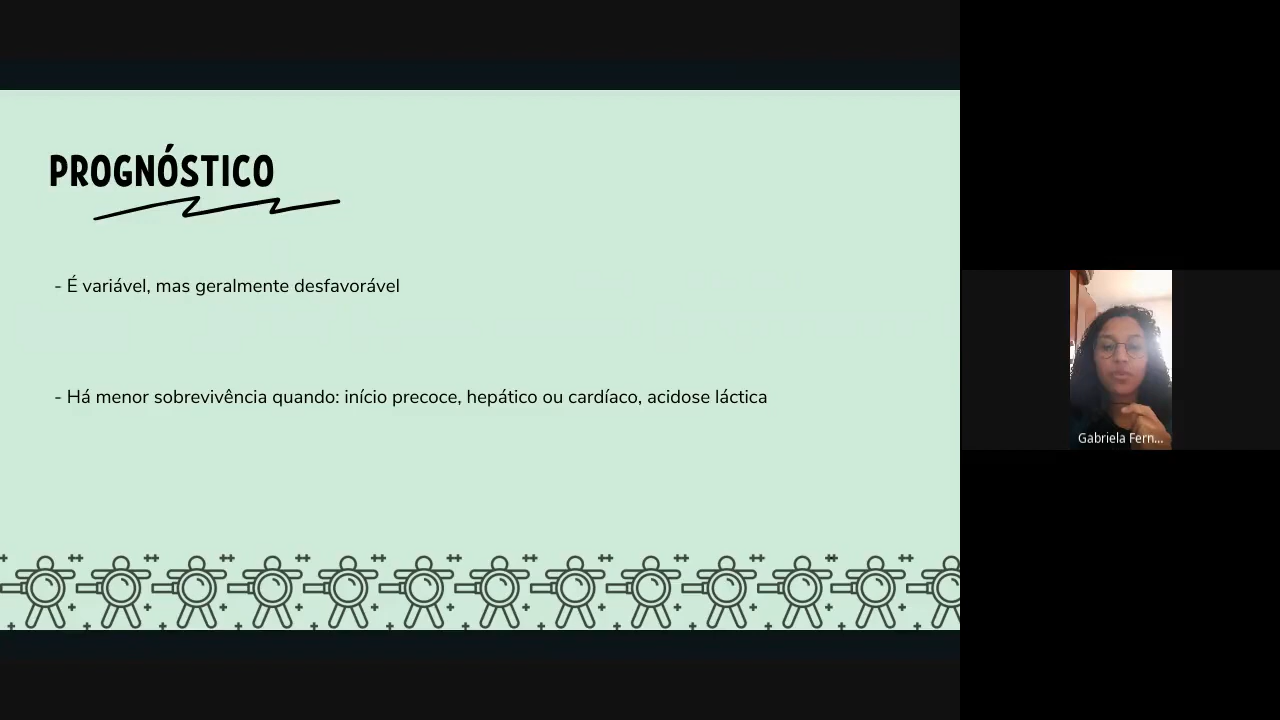 PROGNÓSTICO
- É variável, mas geralmente desfavorável
- Há menor sobrevivência quando: início precoce, hepático ou cardíaco, acidose láctica
Gabriela Fern...